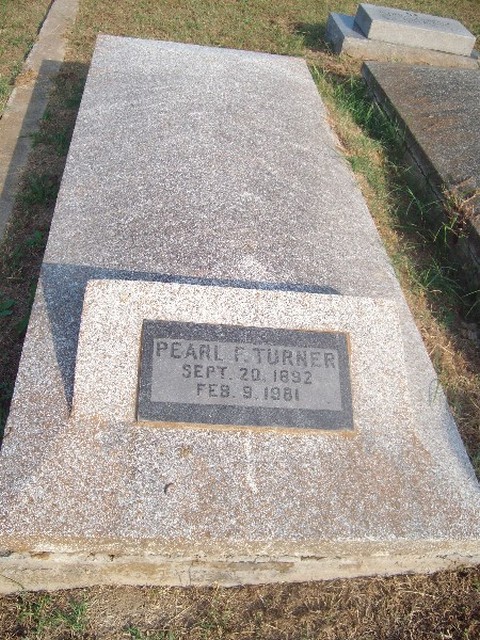 PEARL F. TURNER
SEPT. 20. 1892
FEB. 9. 1981